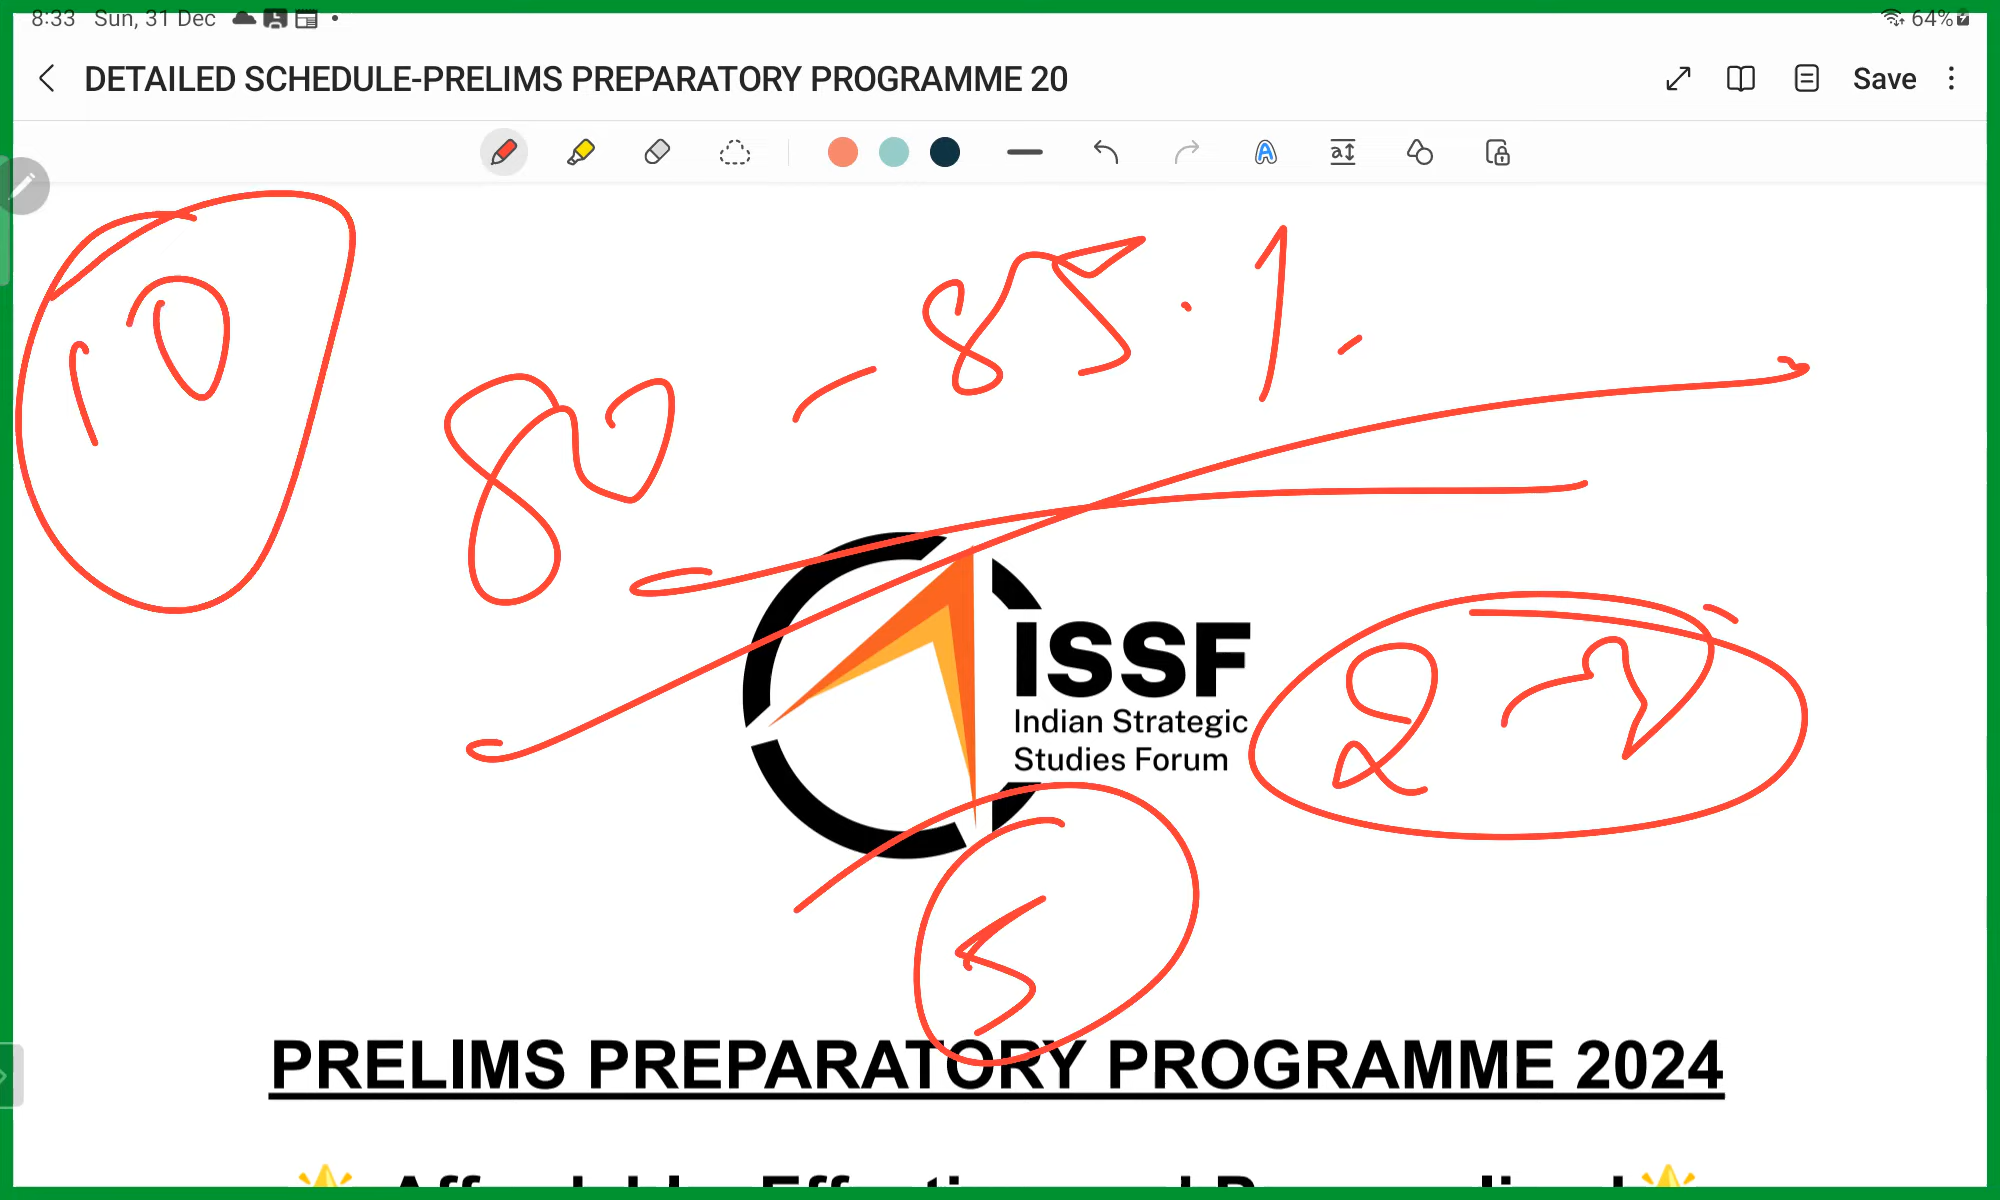 8:33 Sun, 31 Dec 64%
DETAILED SCHEDULE-PRELIMS PREPARATORY PROGRAMME 20
Save
A
a
10
80 - 85 %
ISSF
Indian Strategic
Studies Forum
2
5
PRELIMS PREPARATORY PROGRAMME 2024